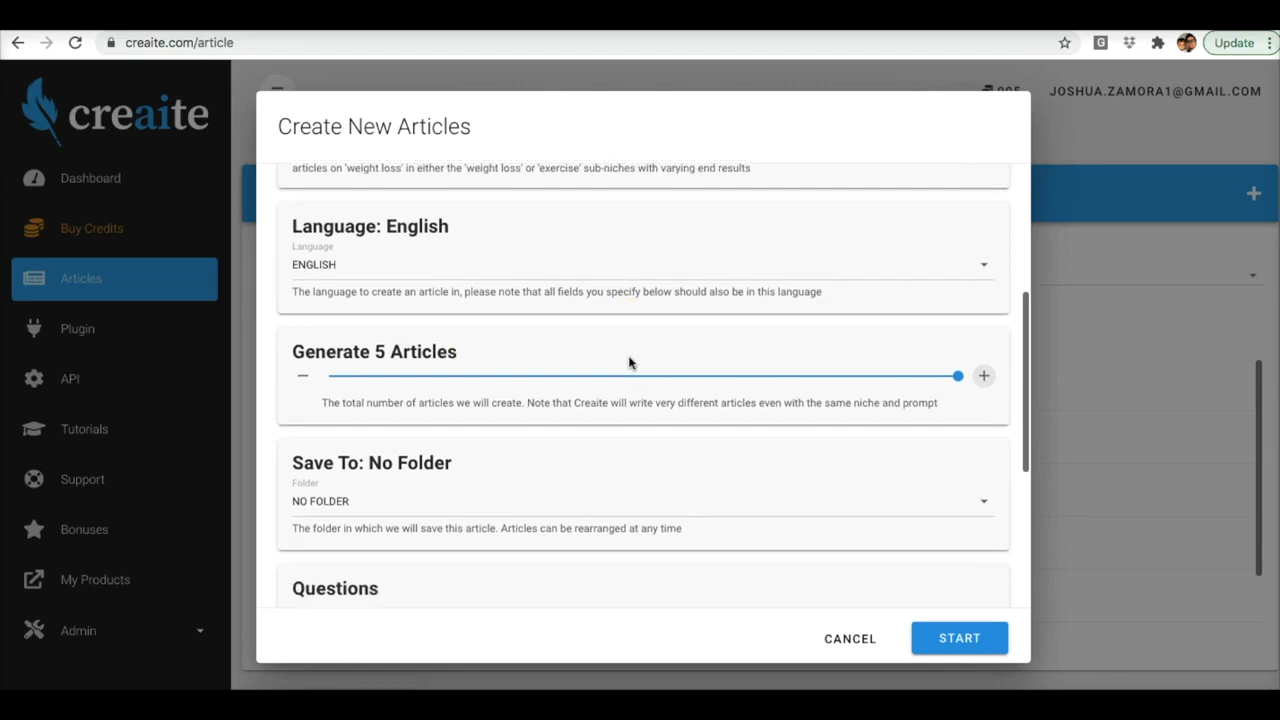 creaite.com/article
Update
creaite
JOSHUA.ZAMORA1@GMAIL.COM
Dashboard
Buy Credits
Articles
Plugin
API
Tutorials
Support
Bonuses
My Products
Admin
Create New Articles
articles on 'weight loss' in either the 'weight loss' or 'exercise' sub-niches with varying end results
Language: English
Language
ENGLISH
The language to create an article in, please note that all fields you specify below should also be in this language
Generate 5 Articles
The total number of articles we will create. Note that Creaite will write very different articles even with the same niche and prompt
Save To: No Folder
Folder
NO FOLDER
The folder in which we will save this article. Articles can be rearranged at any time
Questions
CANCEL
START